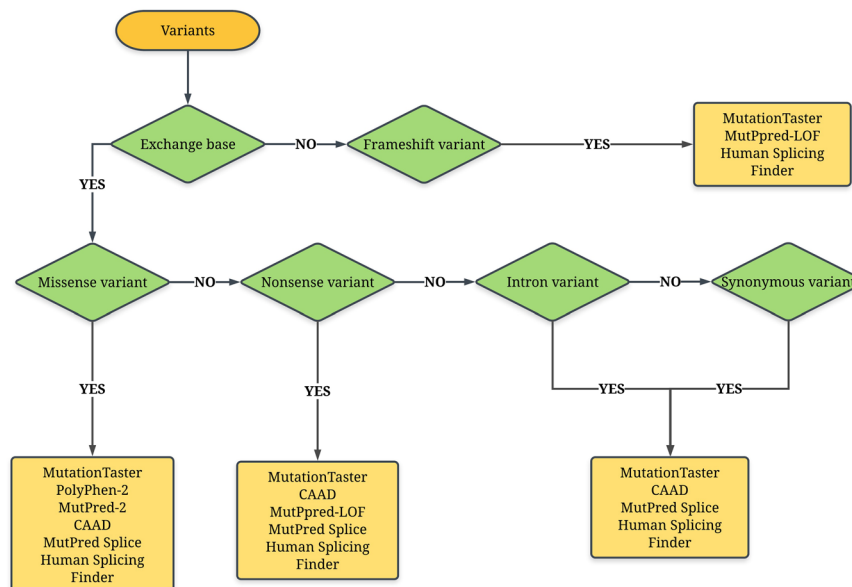 Variants
Exchange base
NO
Frameshift variant
YES
MutationTaster
MutPpred-LOF
Human Splicing
Finder
YES
Missense variant
NO
Nonsense variant
NO
Intron variant
NO
Synonymous variant
YES
YES
YES
YES
MutationTaster
PolyPhen-2
MutPred-2
CAAD
MutPred Splice
Human Splicing
Finder
MutationTaster
CAAD
MutPpred-LOF
MutPred Splice
Human Splicing
Finder
MutationTaster
CAAD
MutPred Splice
Human Splicing
Finder